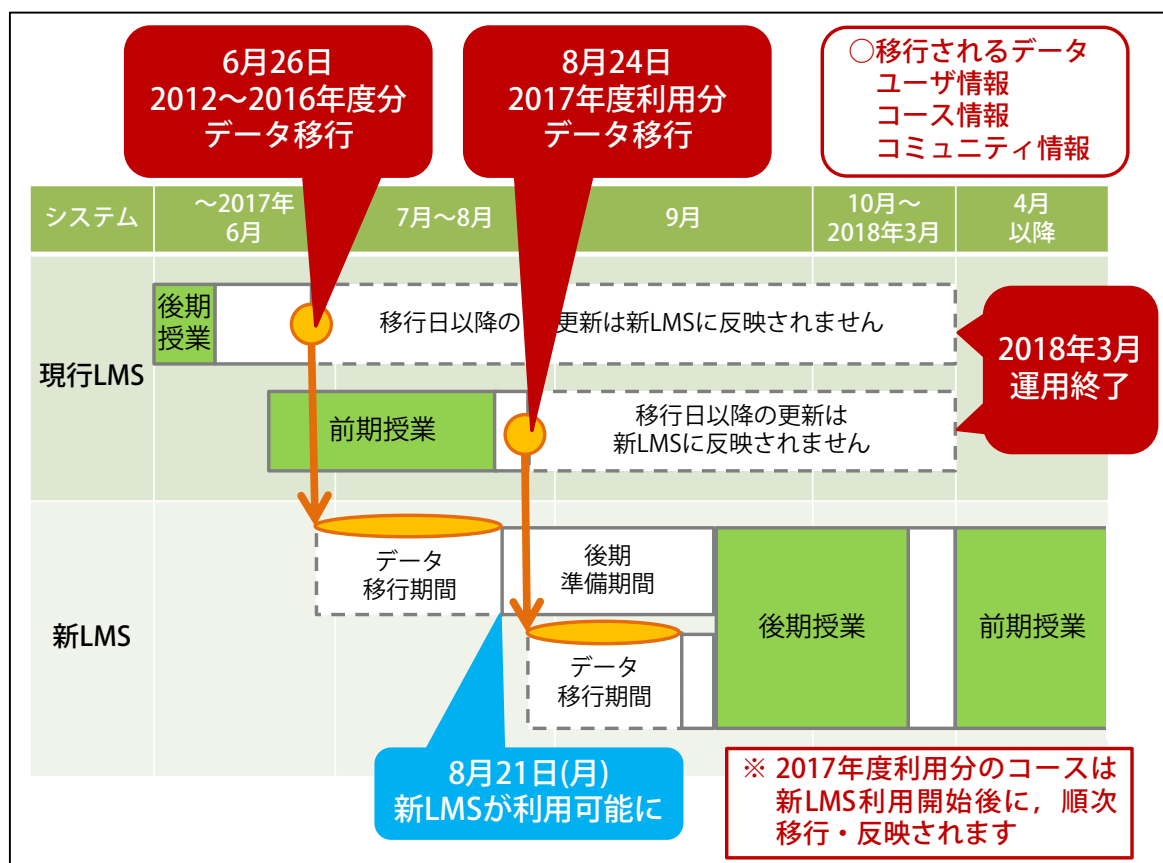 6月26日
2012～2016年度分
データ移行
8月24日
2017年度利用分
データ移行
○移行されるデータ
ユーザ情報
コース情報
コミュニティ情報
システム
～2017年
6月
7月～8月
9月
10月～
2018年3月
4月
以降
現行LMS
後期
授業
移行日以降の 更新は新LMSに反映されません
前期授業
移行日以降の更新は
新LMSに反映されません
2018年3月
運用終了
新LMS
データ
移行期間
後期
準備期間
データ
移行期間
後期授業
前期授業
8月21日(月)
新LMSが利用可能に
※ 2017年度利用分のコースは
新LMS利用開始後に，順次
移行・反映されます